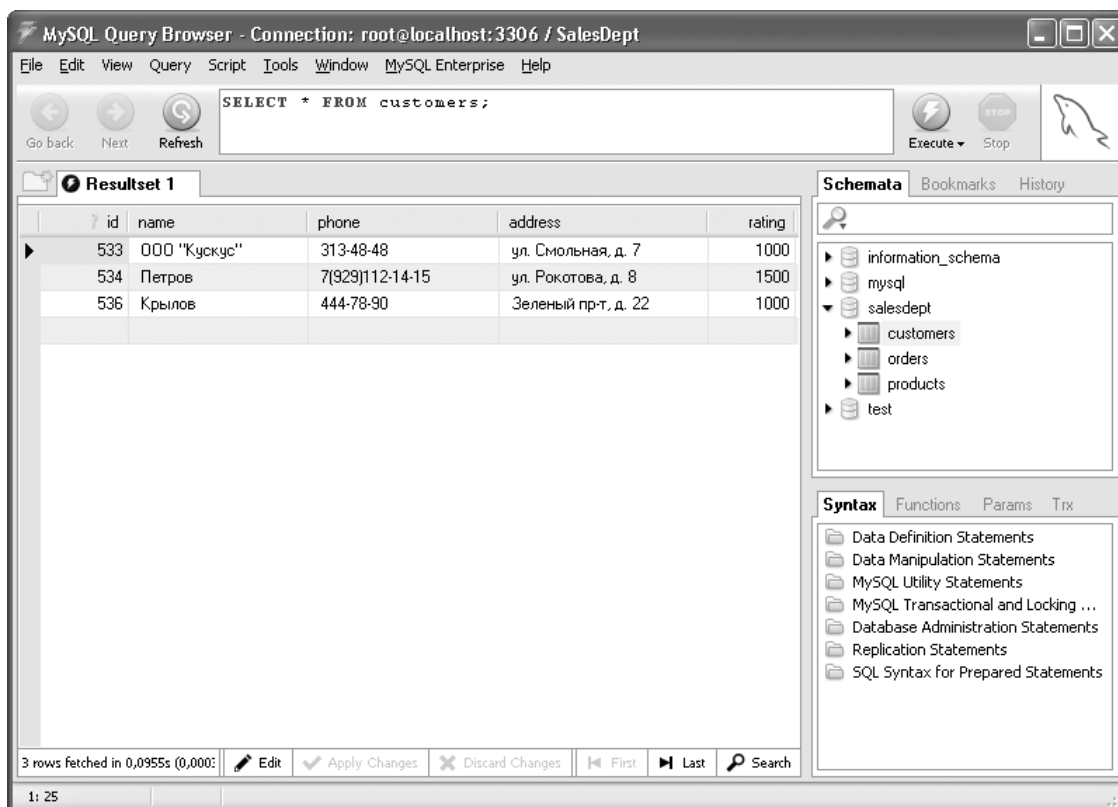 MySQL Query Browser - Connection: root@localhost:3306 / SalesDept
File Edit View Query Script Tools Window MySQL Enterprise Help
SELECT * FROM customers;
Go back Next Refresh Execute STOP Stop
Resultset 1
? id name phone address rating
533 ООО "Кускус" 313-48-48 ул. Смольная, д. 7 1000
534 Петров 7(929)112-14-15 ул. Рокотова, д. 8 1500
536 Крылов 444-78-90 Зеленый пр-т, д. 22 1000
3 rows fetched in 0,0955s (0,000 Edit Apply Changes Discard Changes First Last Search
1: 25
Schemata Bookmarks History
information_schema
mysql
salesdept
customers
orders
products
test
Syntax Functions Params Trx
Data Definition Statements
Data Manipulation Statements
MySQL Utility Statements
MySQL Transactional and Locking ...
Database Administration Statements
Replication Statements
SQL Syntax for Prepared Statements